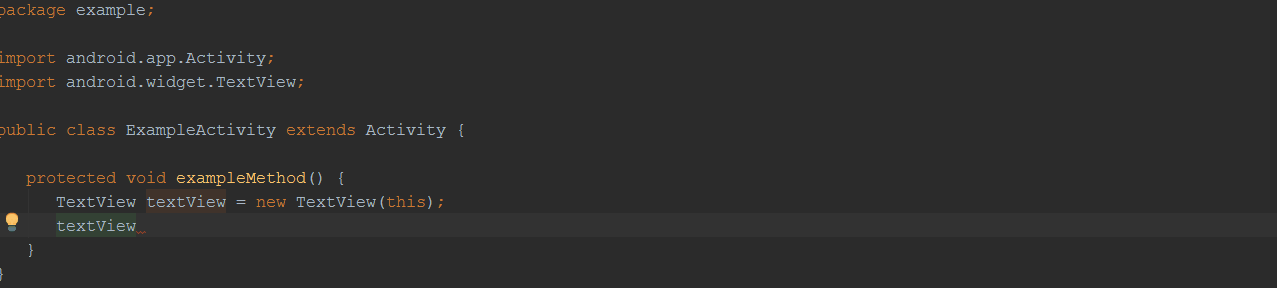 package example;
import android.app.Activity;
import android.widget.TextView;
public class ExampleActivity extends Activity {
protected void exampleMethod() {
TextView textView = new TextView(this);
textView
}
}